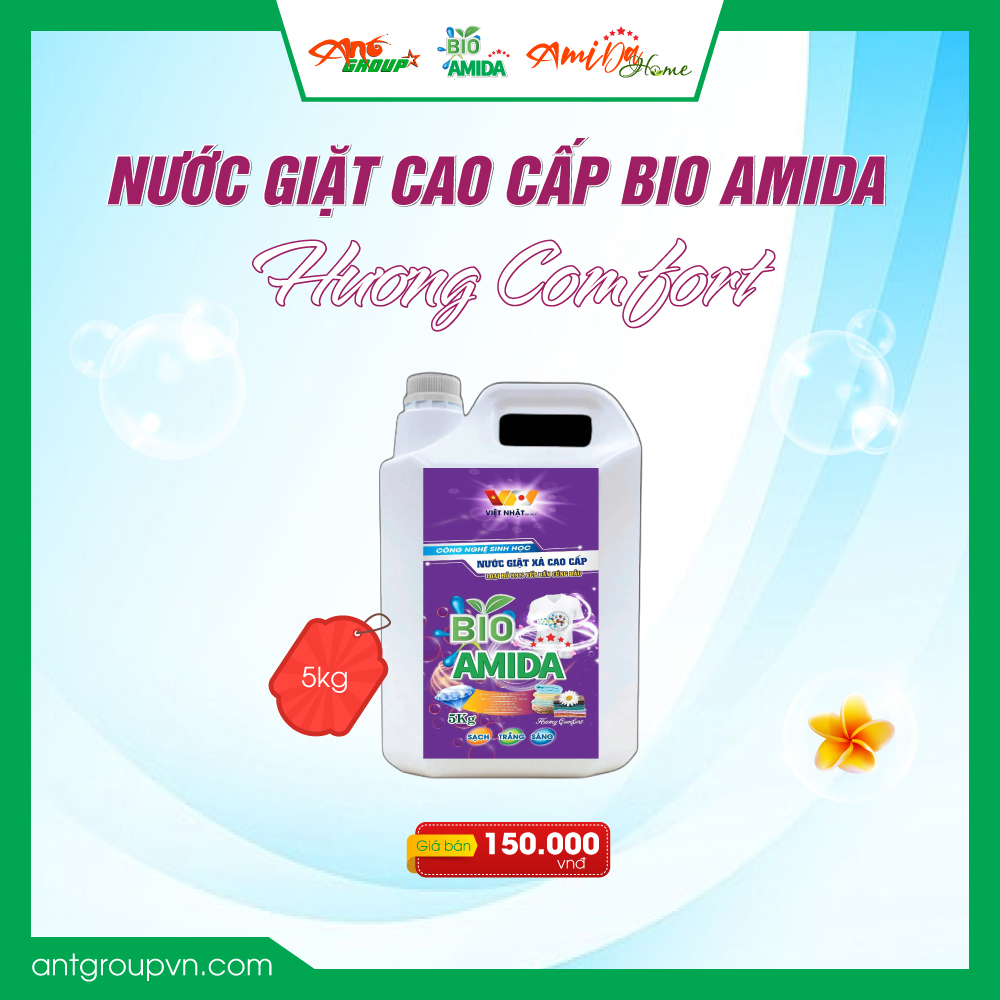 Ant GROUP
BIO AMIDA
AmiDa Home
NƯỚC GIẶT CAO CẤP BIO AMIDA
Hương Comfort
VIỆT NHẬT
CÔNG NGHỆ SINH HỌC
NƯỚC GIẶT XẢ CAO CẤP
BIO
AMIDA
5kg
5Kg
Hương Comfort
SẠCH TRẮNG SÁNG
Giá bán 150.000
vnđ
antgroupvn.com